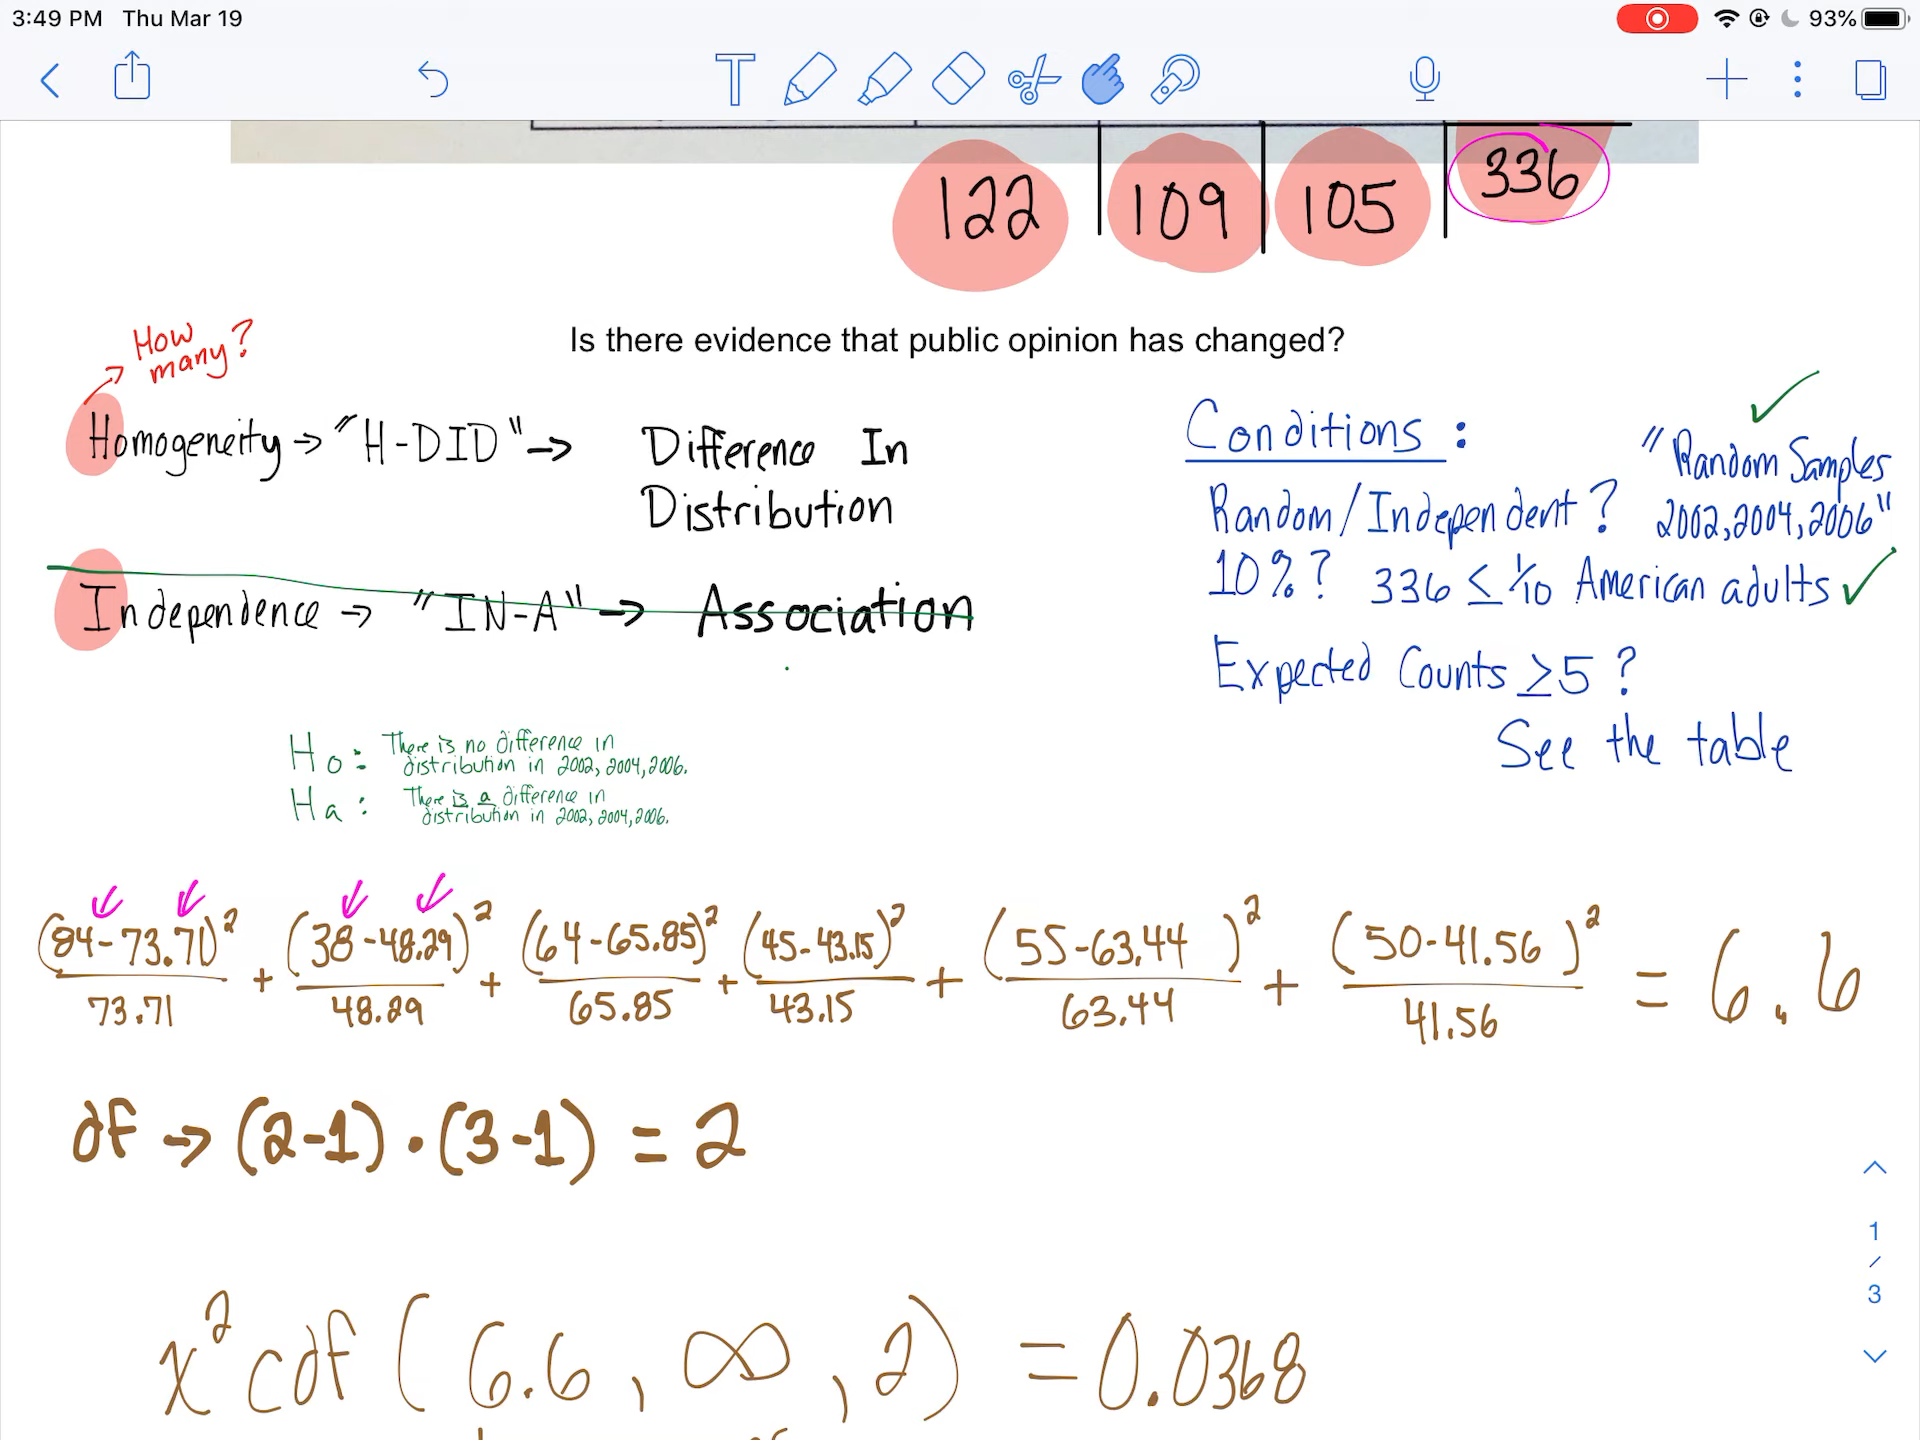 3:49 PM Thu Mar 19
93%
122 109 105 336
Is there evidence that public opinion has changed?
How
many?
Homogeneity → "H-DID" → Difference In
Distribution
Independence → "IN-A" → Association
Conditions :
Random/Independent? "Random Samples
2002,2004,2006"
10%? 336 ≤ 1/10 American adults ✓
Expected Counts ≥5 ?
See the table
Ho: There is no difference in
distribution in 2002, 2004, 2006.
Ha: There is a difference in
distribution in 2002, 2004, 2006.
(84-73.71)²/73.71 + (38-48.29)²/48.29 + (64-65.85)²/65.85 + (45-43.15)²/43.15 + (55-63.44)²/63.44 + (50-41.56)²/41.56 = 6.6
df → (2-1)·(3-1) = 2
x²cdf(6.6, ∞, 2) = 0.0368
1
/
3